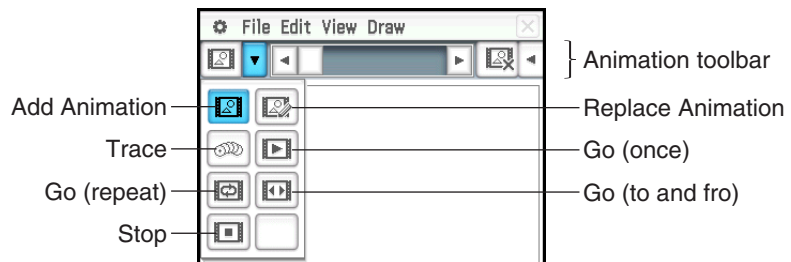 File Edit View Draw
Animation toolbar
Add Animation
Replace Animation
Trace
Go (once)
Go (repeat)
Go (to and fro)
Stop